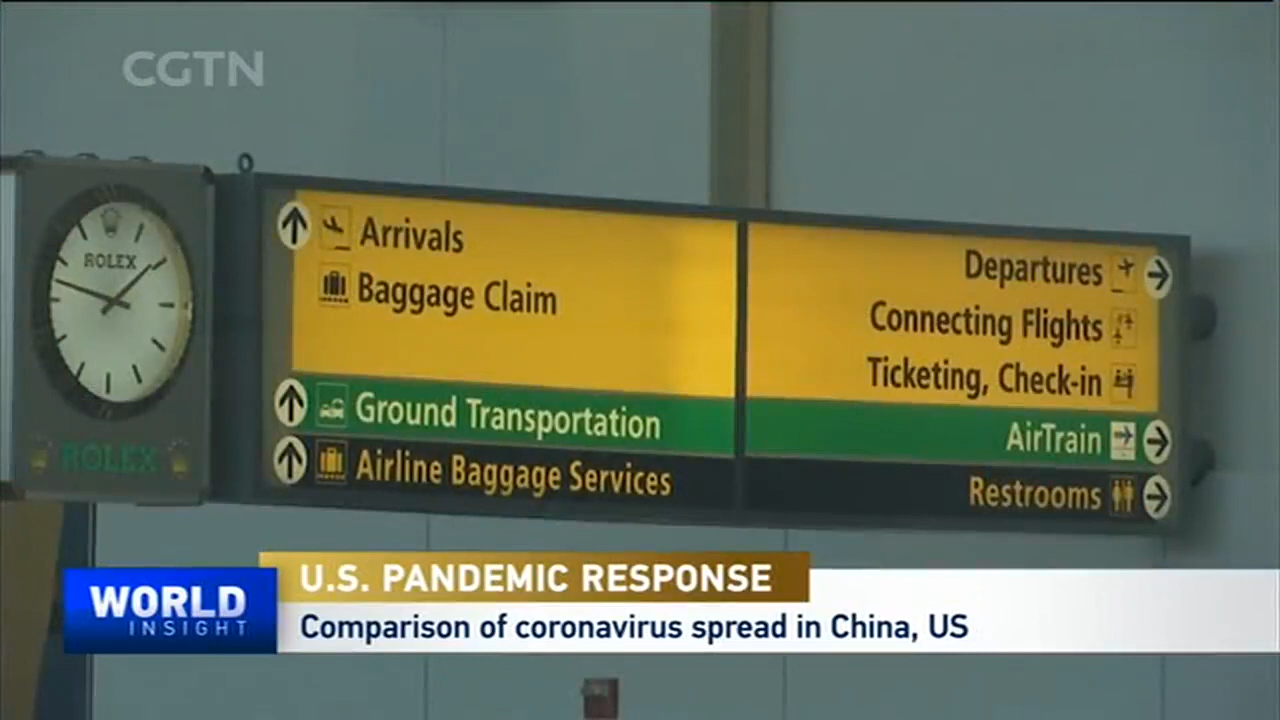 CGTN
ROLEX
ROLEX
Arrivals
Baggage Claim
Ground Transportation
Airline Baggage Services
Departures
Connecting Flights
Ticketing, Check-in
AirTrain
Restrooms
WORLD
INSIGHT
U.S. PANDEMIC RESPONSE
Comparison of coronavirus spread in China, US